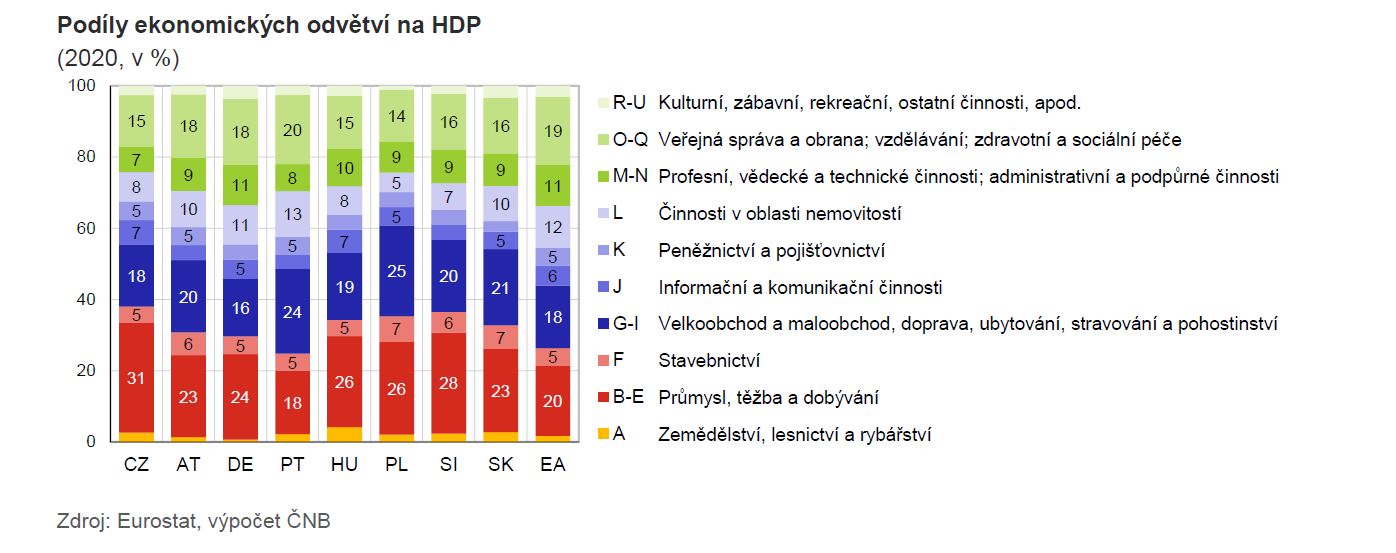 Podíly ekonomických odvětví na HDP
(2020, v %)
100
80
60
40
20
0
15 18 18 20 15 14 16 16 19
7 9 11 8 10 9 9 9 11
8 10 11 13 8 5 7 10 12
5 5 5 5
7 5 7 5 5 6
18 20 16 24 19 25 20 21 18
5 6 5 5 5 7 6 7 5
31 23 24 18 26 26 28 23 20
CZ AT DE PT HU PL SI SK EA
R-U Kulturní, zábavní, rekreační, ostatní činnosti, apod.
O-Q Veřejná správa a obrana; vzdělávání; zdravotní a sociální péče
M-N Profesní, vědecké a technické činnosti; administrativní a podpůrné činnosti
L Činnosti v oblasti nemovitostí
K Peněžnictví a pojišťovnictví
J Informační a komunikační činnosti
G-I Velkoobchod a maloobchod, doprava, ubytování, stravování a pohostinství
F Stavebnictví
B-E Průmysl, těžba a dobývání
A Zemědělství, lesnictví a rybářství
Zdroj: Eurostat, výpočet ČNB